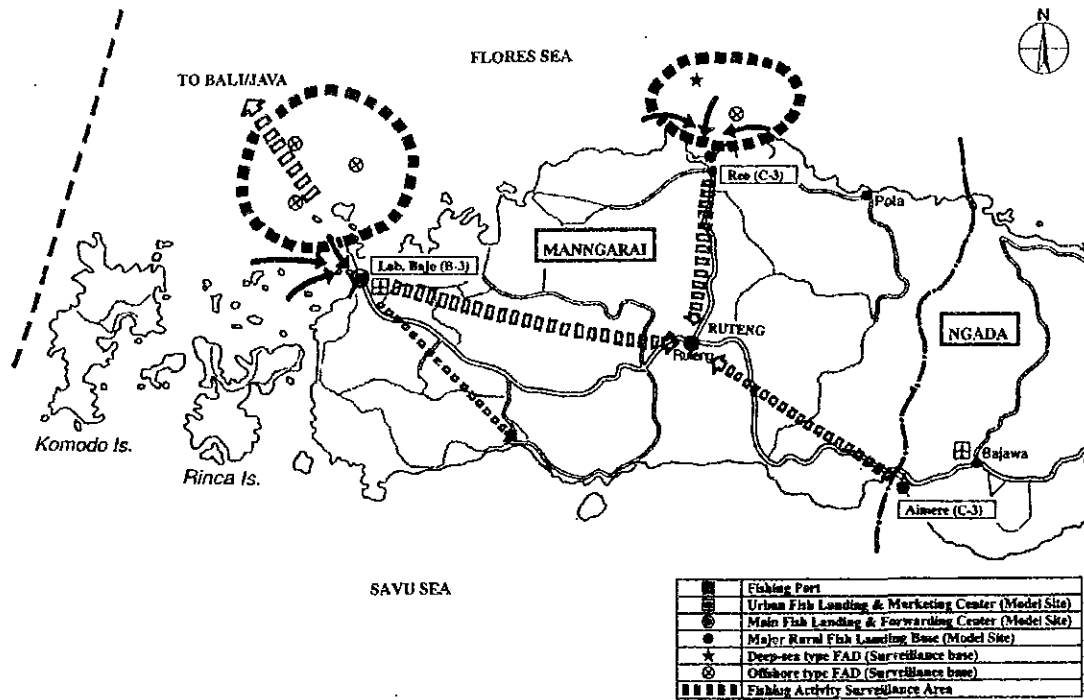 N
FLORES SEA
TO BALI/JAVA
Reo (C-3)
Pola
MANNGARAI
Lab. Bajo (B-3)
RUTENG
NGADA
Ruteng
Komodo Is.
Rinca Is.
Bajawa
Aimere (C-3)
SAVU SEA
Fishing Port
Urban Fish Landing & Marketing Center (Model Site)
Main Fish Landing & Forwarding Center (Model Site)
Major Rural Fish Landing Base (Model Site)
Deep-sea type FAD (Surveillance base)
Offshore type FAD (Surveillance base)
Fishing Activity Surveillance Area